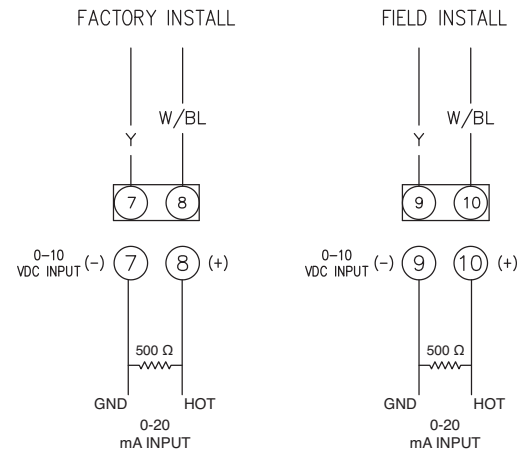 FACTORY INSTALL
Y
W/BL
7
8
0–10
VDC INPUT (–)
7
8
(+)
500 Ω
GND
HOT
0-20
mA INPUT
FIELD INSTALL
Y
W/BL
9
10
0–10
VDC INPUT (–)
9
10
(+)
500 Ω
GND
HOT
0-20
mA INPUT